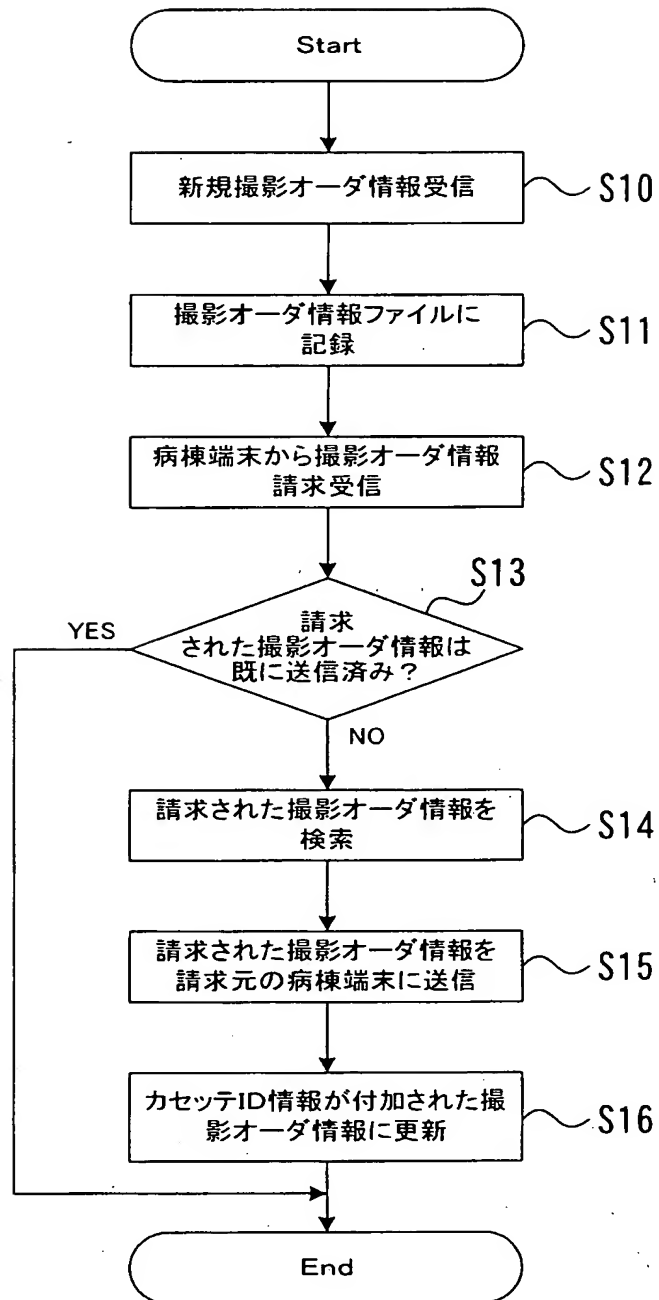 Start
新規撮影オーダ情報受信
S10
撮影オーダ情報ファイルに
記録
S11
病棟端末から撮影オーダ情報
請求受信
S12
S13
請求
された撮影オーダ情報は
既に送信済み？
YES
NO
請求された撮影オーダ情報を
検索
S14
請求された撮影オーダ情報を
請求元の病棟端末に送信
S15
カセッテID情報が付加された撮
影オーダ情報に更新
S16
End